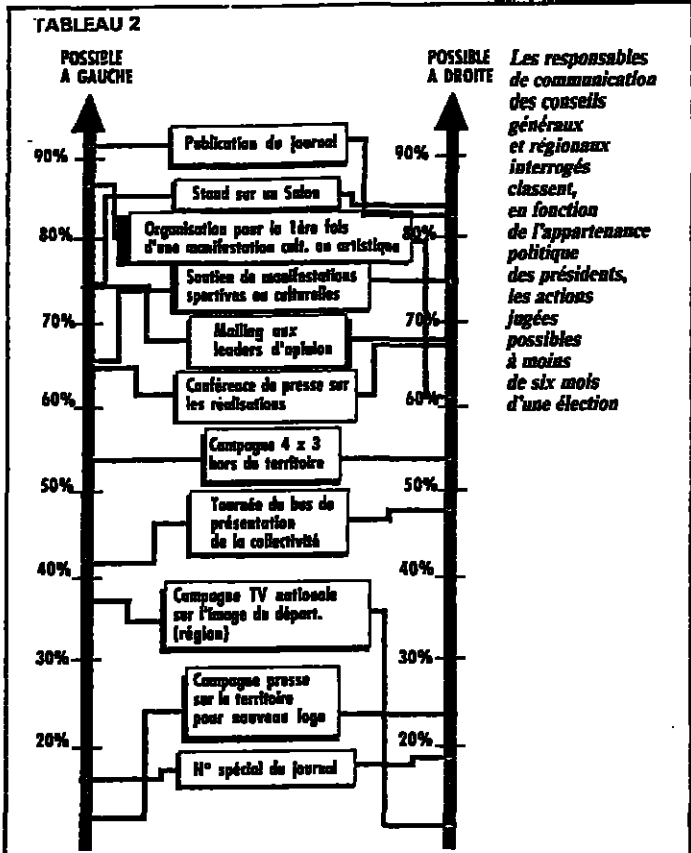 TABLEAU 2
POSSIBLE
A GAUCHE
POSSIBLE
A DROITE
Les responsables
de communication
des conseils
généraux
et régionaux
interrogés
classent,
en fonction
de l'appartenance
politique
des présidents,
les actions
jugées
possibles
à moins
de six mois
d'une élection
90%
80%
70%
60%
50%
40%
30%
20%
Publication du journal
Stand sur un Salon
Organisation pour la 1ère fois
d'une manifestation cult. ou artistique
Soutien de manifestations
sportives ou culturelles
Mailing aux
leaders d'opinion
Conférence de presse sur
les réalisations
Campagne 4 x 3
hors du territoire
Tournée du bus de
présentation
de la collectivité
Campagne TV nationale
sur l'image du départ.
(région)
Campagne presse
sur le territoire
pour nouveau logo
N° spécial du journal
90%
80%
70%
60%
50%
40%
30%
20%